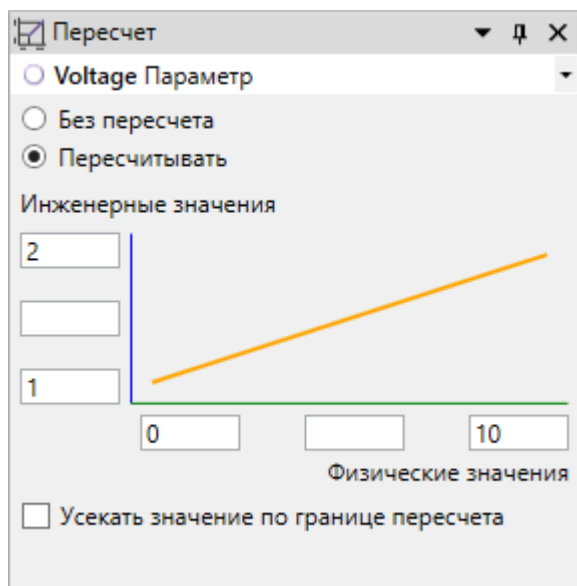 Пересчет
Voltage Параметр
Без пересчета
Пересчитывать
Инженерные значения
2
1
0 10
Физические значения
Усекать значение по границе пересчета